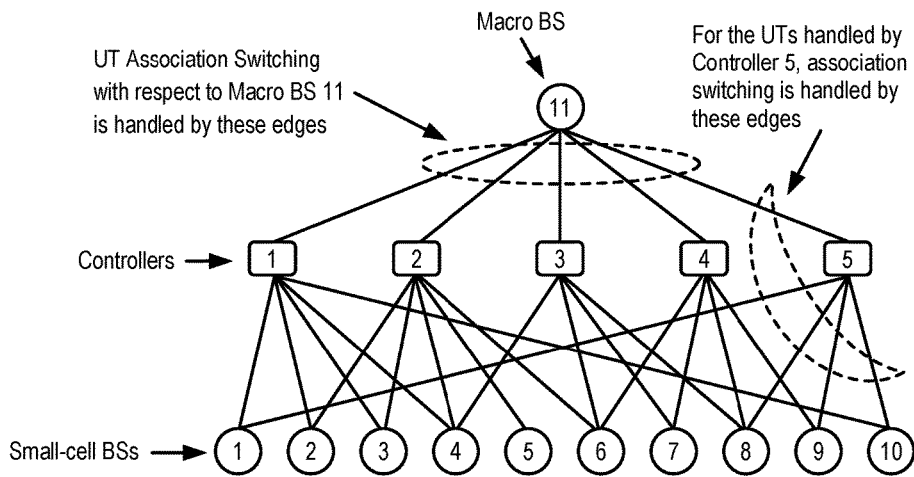 Macro BS
UT Association Switching
with respect to Macro BS 11
is handled by these edges
For the UTs handled by
Controller 5, association
switching is handled by
these edges
11
Controllers
1 2 3 4 5
Small-cell BSs
1 2 3 4 5 6 7 8 9 10